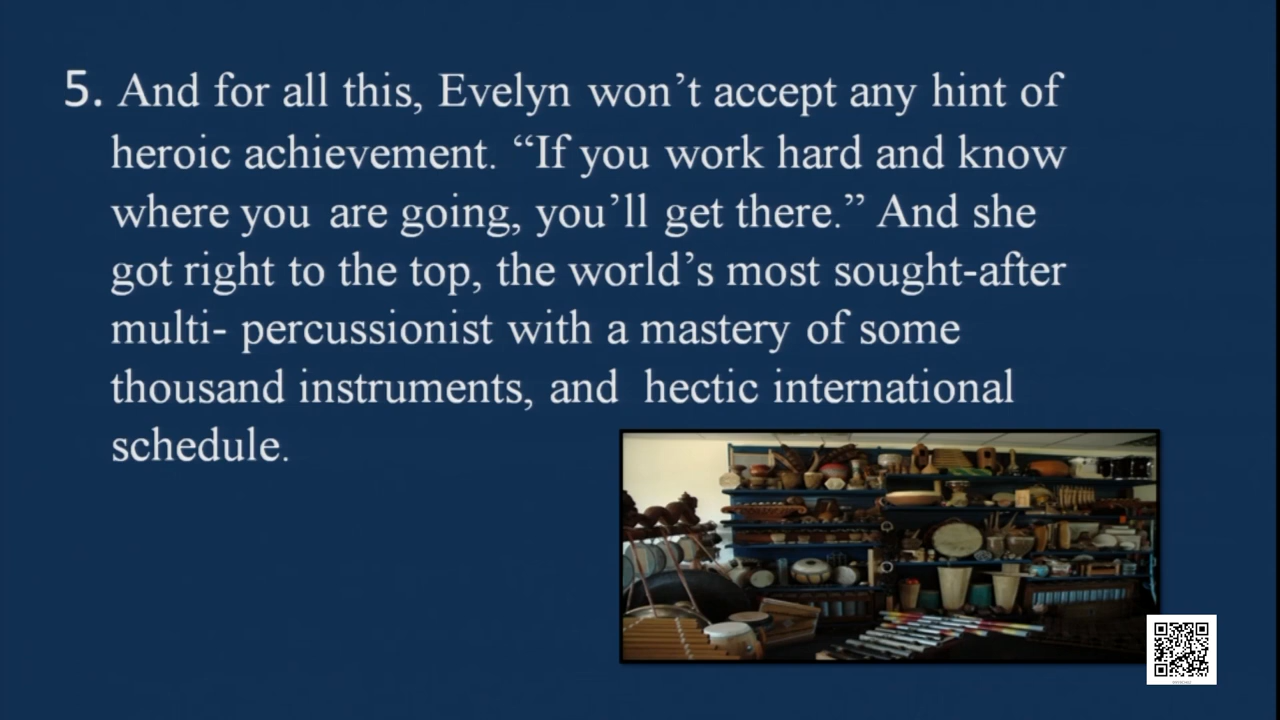 5. And for all this, Evelyn won’t accept any hint of
heroic achievement. “If you work hard and know
where you are going, you’ll get there.” And she
got right to the top, the world’s most sought-after
multi- percussionist with a mastery of some
thousand instruments, and hectic international
schedule.